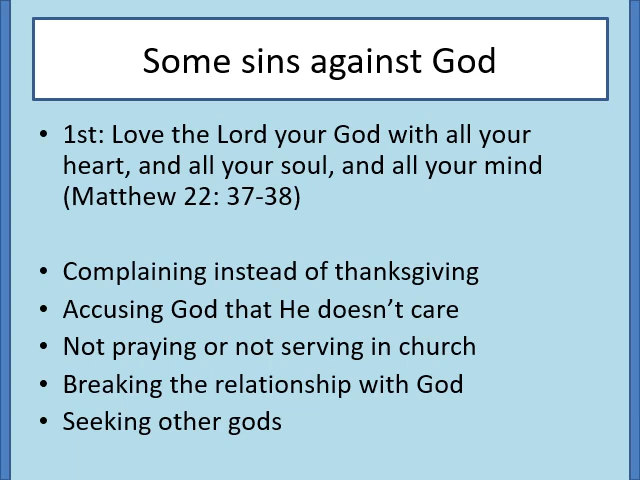 Some sins against God
• 1st: Love the Lord your God with all your
heart, and all your soul, and all your mind
(Matthew 22: 37-38)
• Complaining instead of thanksgiving
• Accusing God that He doesn’t care
• Not praying or not serving in church
• Breaking the relationship with God
• Seeking other gods